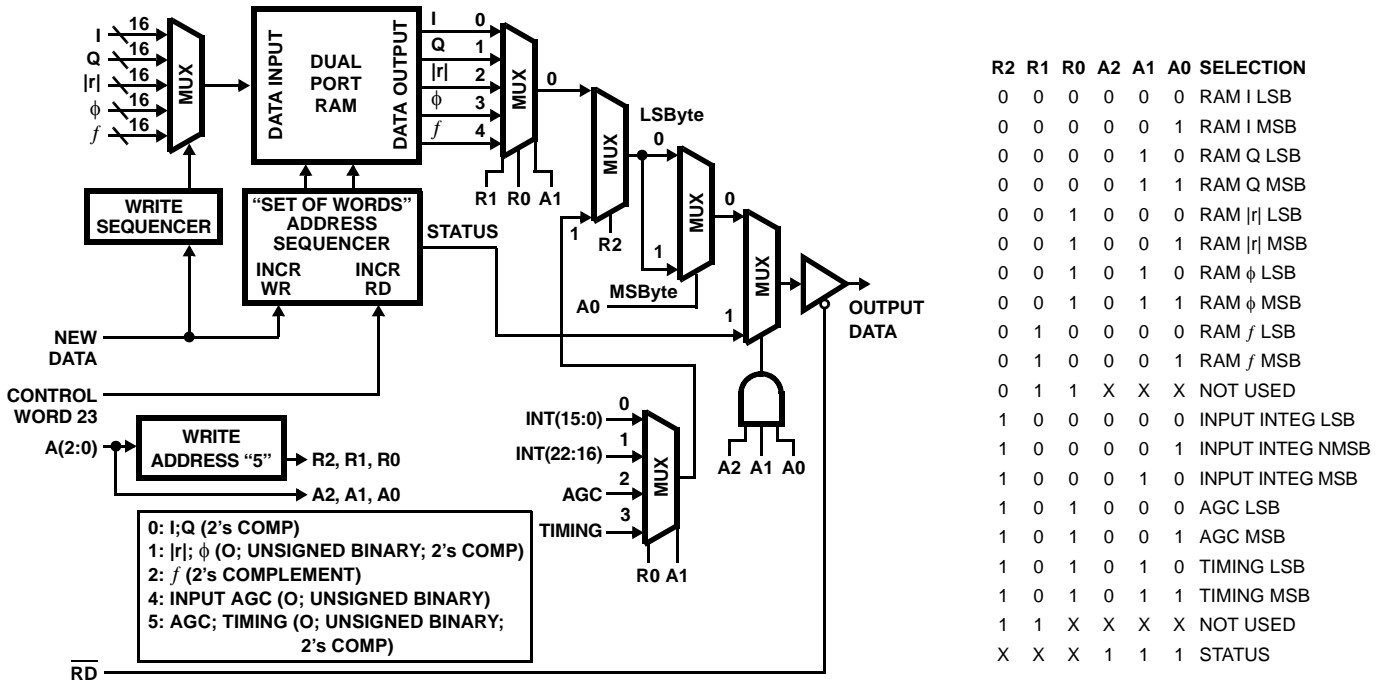 I 16
Q 16
|r| 16
ϕ 16
f 16
MUX
DATA INPUT
DUAL
PORT
RAM
DATA OUTPUT
I 0
Q 1
|r| 2
ϕ 3
f 4
MUX
R1 R0 A1
0
1
MUX
R2
LSByte
0
1
MSByte
A0
MUX
0
1
MUX
OUTPUT
DATA
WRITE
SEQUENCER
"SET OF WORDS"
ADDRESS
SEQUENCER
INCR INCR
WR RD
STATUS
NEW
DATA
CONTROL
WORD 23
A(2:0)
WRITE
ADDRESS "5"
R2, R1, R0
A2, A1, A0
INT(15:0) 0
INT(22:16) 1
AGC 2
TIMING 3
MUX
R0 A1
A2 A1 A0
0: I;Q (2's COMP)
1: |r|; ϕ (O; UNSIGNED BINARY; 2's COMP)
2: f (2's COMPLEMENT)
4: INPUT AGC (O; UNSIGNED BINARY)
5: AGC; TIMING (O; UNSIGNED BINARY;
2's COMP)
RD
R2 R1 R0 A2 A1 A0 SELECTION
0 0 0 0 0 0 RAM I LSB
0 0 0 0 0 1 RAM I MSB
0 0 0 0 1 0 RAM Q LSB
0 0 0 0 1 1 RAM Q MSB
0 0 1 0 0 0 RAM |r| LSB
0 0 1 0 0 1 RAM |r| MSB
0 0 1 0 1 0 RAM ϕ LSB
0 0 1 0 1 1 RAM ϕ MSB
0 1 0 0 0 0 RAM f LSB
0 1 0 0 0 1 RAM f MSB
0 1 1 X X X NOT USED
1 0 0 0 0 0 INPUT INTEG LSB
1 0 0 0 0 1 INPUT INTEG NMSB
1 0 0 0 1 0 INPUT INTEG MSB
1 0 1 0 0 0 AGC LSB
1 0 1 0 0 1 AGC MSB
1 0 1 0 1 0 TIMING LSB
1 0 1 0 1 1 TIMING MSB
1 1 X X X X NOT USED
X X X 1 1 1 STATUS